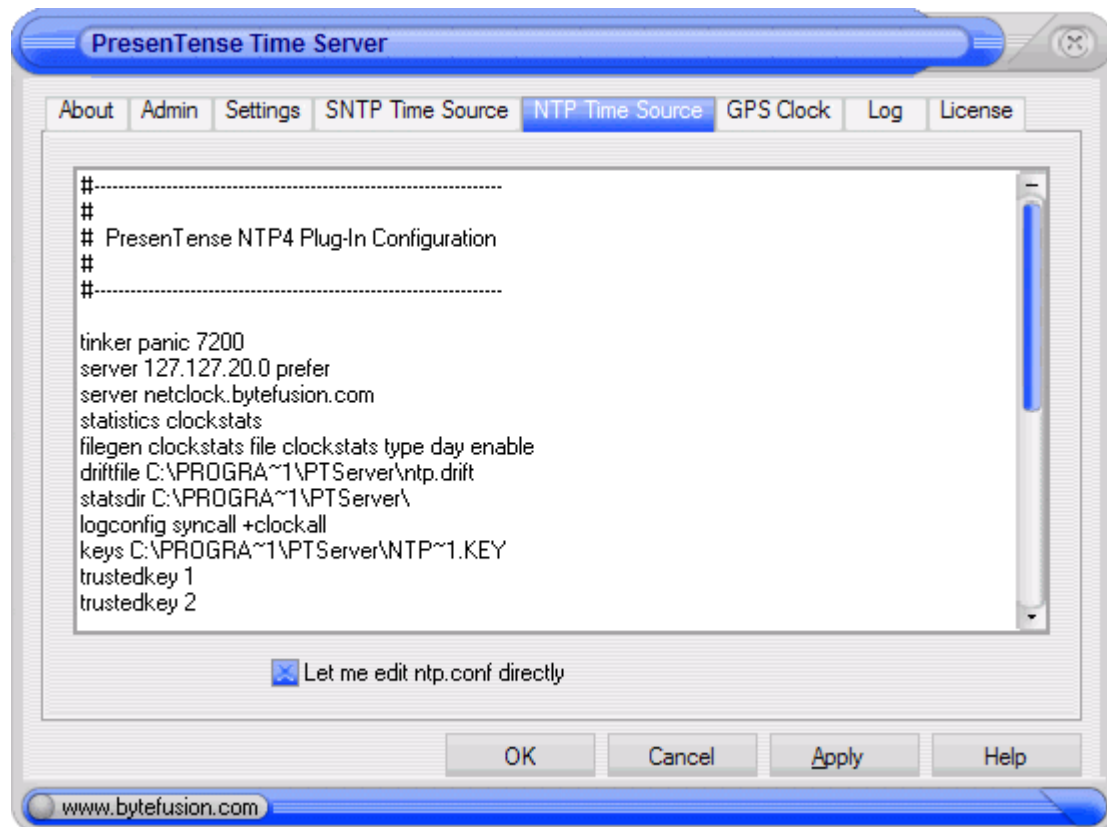 PresenTense Time Server
About Admin Settings SNTP Time Source NTP Time Source GPS Clock Log License
#--------------------------------------------------------------------
#
# PresenTense NTP4 Plug-In Configuration
#
#--------------------------------------------------------------------
tinker panic 7200
server 127.127.20.0 prefer
server netclock.bytefusion.com
statistics clockstats
filegen clockstats file clockstats type day enable
driftfile C:\PROGRA~1\PTServer\ntp.drift
statsdir C:\PROGRA~1\PTServer\
logconfig syncall +clockall
keys C:\PROGRA~1\PTServer\NTP~1.KEY
trustedkey 1
trustedkey 2
Let me edit ntp.conf directly
OK Cancel Apply Help
www.bytefusion.com